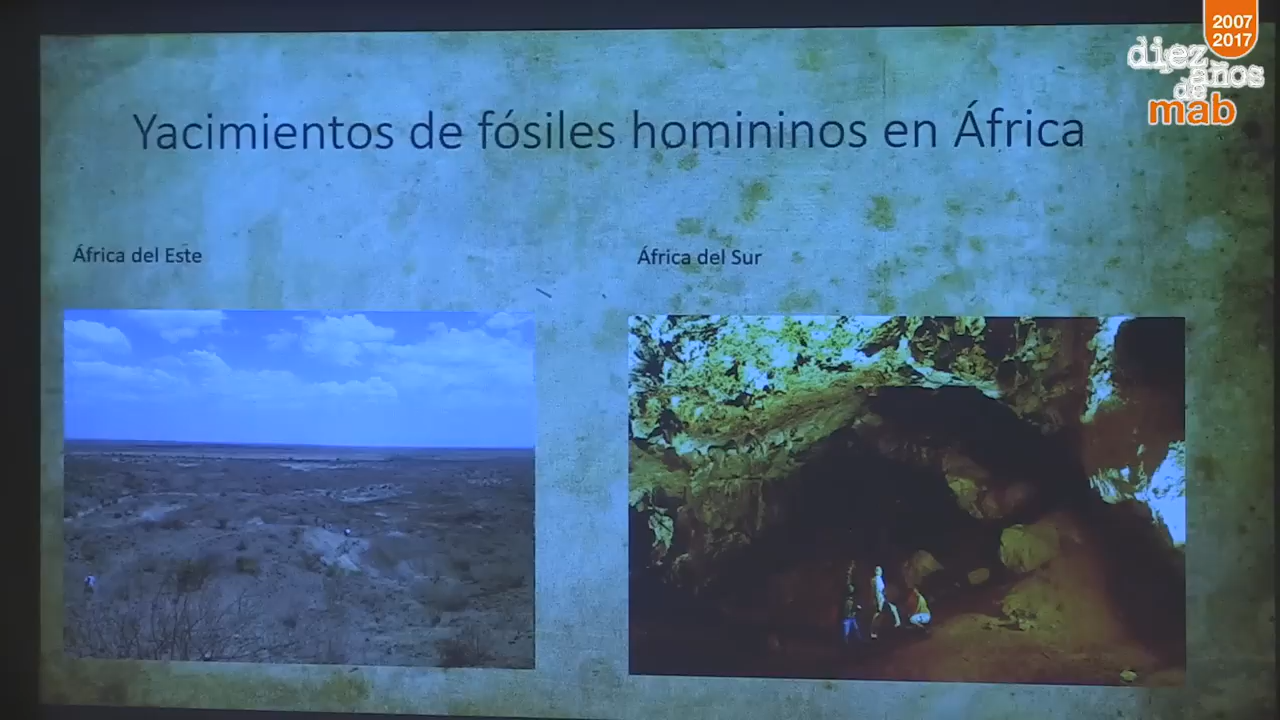 2007
2017
diez
años
de
mab
Yacimientos de fósiles homininos en África
África del Este
África del Sur